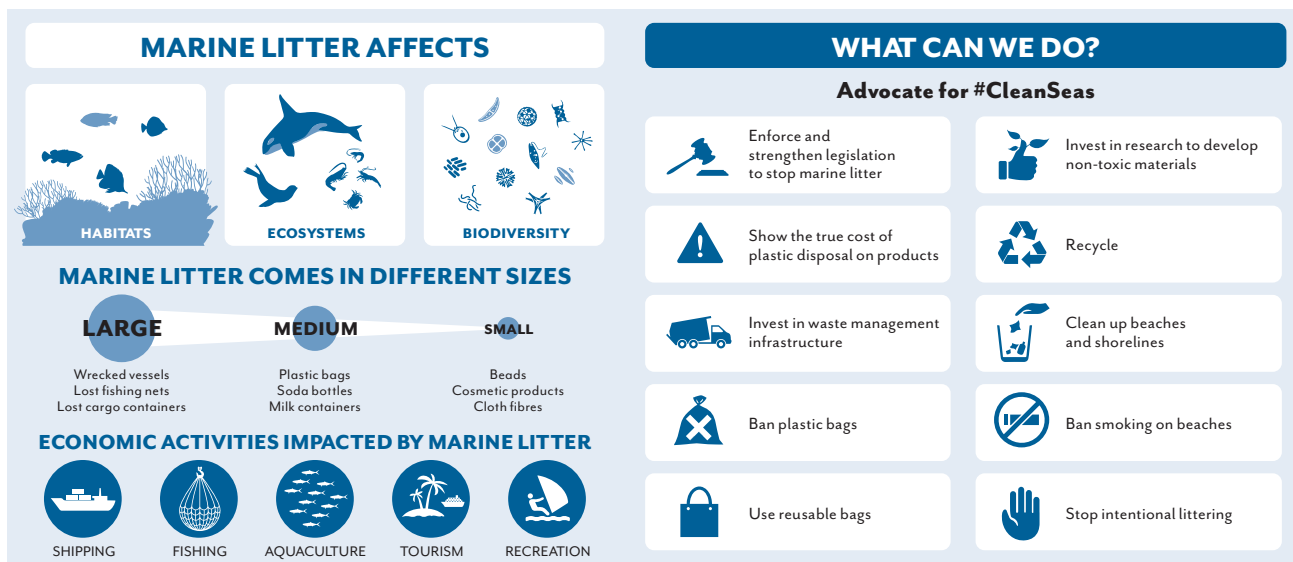 MARINE LITTER AFFECTS
HABITATS
ECOSYSTEMS
BIODIVERSITY
MARINE LITTER COMES IN DIFFERENT SIZES
LARGE
Wrecked vessels
Lost fishing nets
Lost cargo containers
MEDIUM
Plastic bags
Soda bottles
Milk containers
SMALL
Beads
Cosmetic products
Cloth fibres
ECONOMIC ACTIVITIES IMPACTED BY MARINE LITTER
SHIPPING
FISHING
AQUACULTURE
TOURISM
RECREATION
WHAT CAN WE DO?
Advocate for #CleanSeas
Enforce and
strengthen legislation
to stop marine litter
Invest in research to develop
non-toxic materials
Show the true cost of
plastic disposal on products
Recycle
Invest in waste management
infrastructure
Clean up beaches
and shorelines
Ban plastic bags
Ban smoking on beaches
Use reusable bags
Stop intentional littering